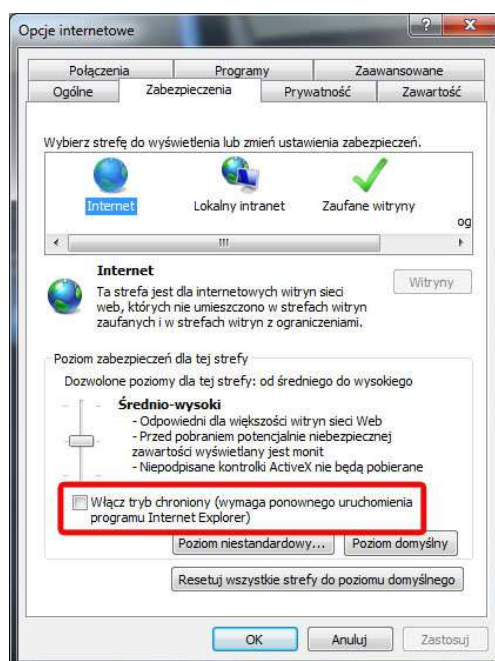 Opcje internetowe
Połączenia Programy Zaawansowane
Ogólne Zabezpieczenia Prywatność Zawartość
Wybierz strefę do wyświetlenia lub zmień ustawienia zabezpieczeń.
Internet Lokalny intranet Zaufane witryny
og
Internet
Witryny
Ta strefa jest dla internetowych witryn sieci
web, których nie umieszczono w strefach witryn
zaufanych i w strefach witryn z ograniczeniami.
Poziom zabezpieczeń dla tej strefy
Dozwolone poziomy dla tej strefy: od średniego do wysokiego
Średnio-wysoki
- Odpowiedni dla większości witryn sieci Web
- Przed pobraniem potencjalnie niebezpiecznej
zawartości wyświetlany jest monit
- Niepodpisane kontrolki ActiveX nie będą pobierane
Włącz tryb chroniony (wymaga ponownego uruchomienia
programu Internet Explorer)
Poziom niestandardowy... Poziom domyślny
Resetuj wszystkie strefy do poziomu domyślnego
OK Anuluj Zastosuj